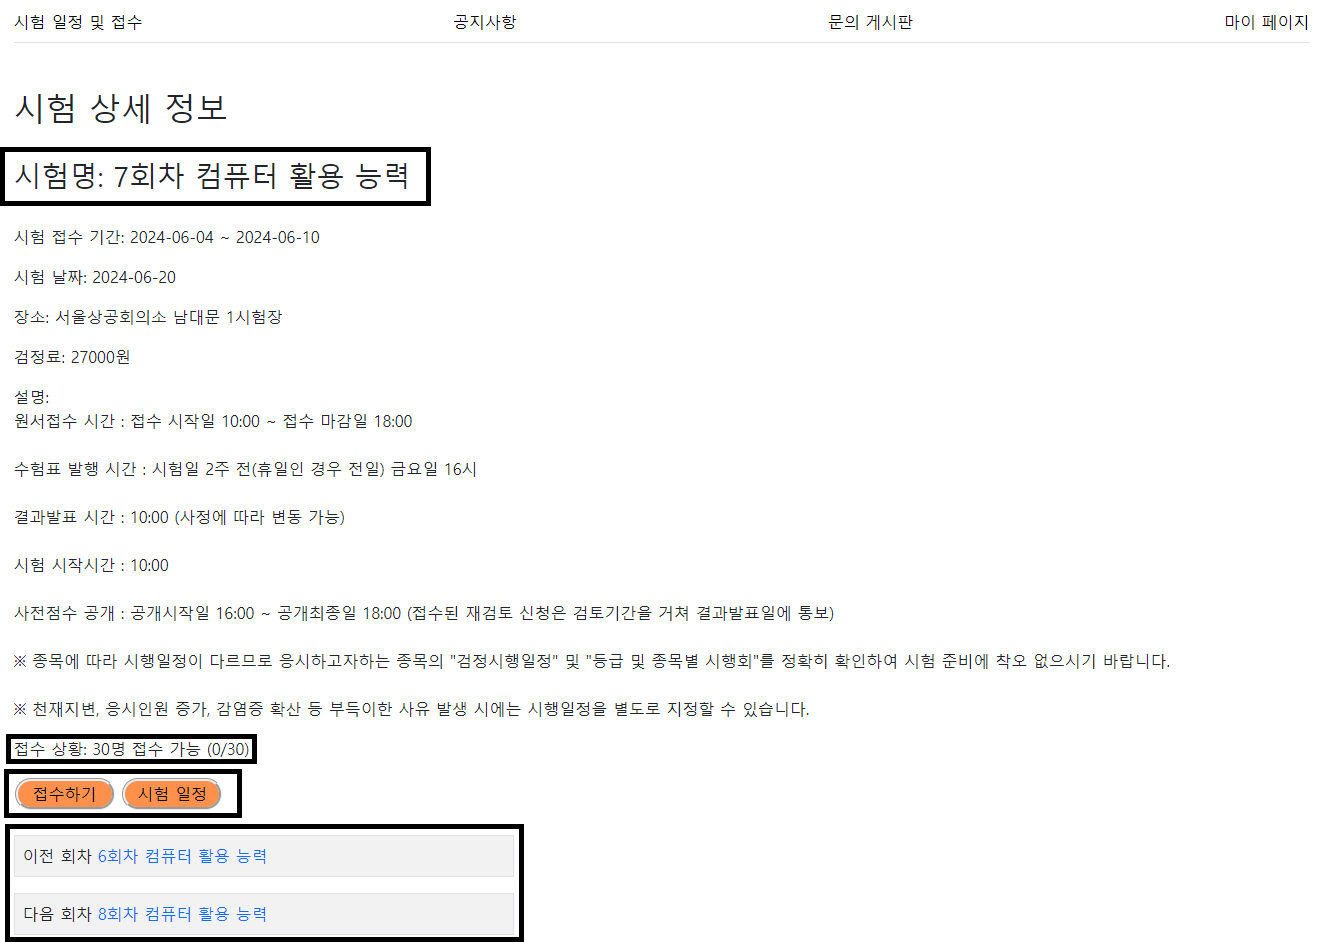 시험 일정 및 접수 공지사항 문의 게시판 마이 페이지
시험 상세 정보
시험명: 7회차 컴퓨터 활용 능력
시험 접수 기간: 2024-06-04 ~ 2024-06-10
시험 날짜: 2024-06-20
장소: 서울상공회의소 남대문 1시험장
검정료: 27000원
설명:
원서접수 시간 : 접수 시작일 10:00 ~ 접수 마감일 18:00
수험표 발행 시간 : 시험일 2주 전(휴일인 경우 전일) 금요일 16시
결과발표 시간 : 10:00 (사정에 따라 변동 가능)
시험 시작시간 : 10:00
사전점수 공개 : 공개시작일 16:00 ~ 공개최종일 18:00 (접수된 재검토 신청은 검토기간을 거쳐 결과발표일에 통보)
※ 종목에 따라 시행일정이 다르므로 응시하고자하는 종목의 "검정시행일정" 및 "등급 및 종목별 시행회"를 정확히 확인하여 시험 준비에 착오 없으시기 바랍니다.
※ 천재지변, 응시인원 증가, 감염증 확산 등 부득이한 사유 발생 시에는 시행일정을 별도로 지정할 수 있습니다.
접수 상황: 30명 접수 가능 (0/30)
접수하기 시험 일정
이전 회차 6회차 컴퓨터 활용 능력
다음 회차 8회차 컴퓨터 활용 능력